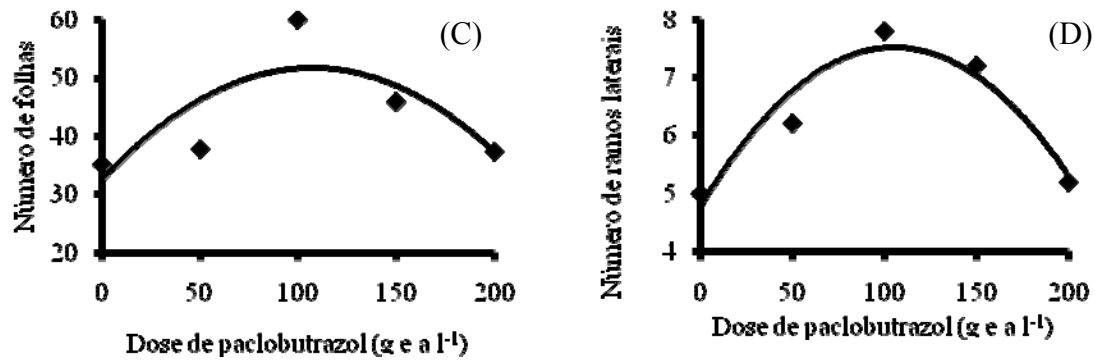 (C)
Número de folhas
60
50
40
30
20
0 50 100 150 200
Dose de paclobutrazol (g e a l⁻¹)
(D)
Número de ramos laterais
8
7
6
5
4
0 50 100 150 200
Dose de paclobutrazol (g e a l⁻¹)